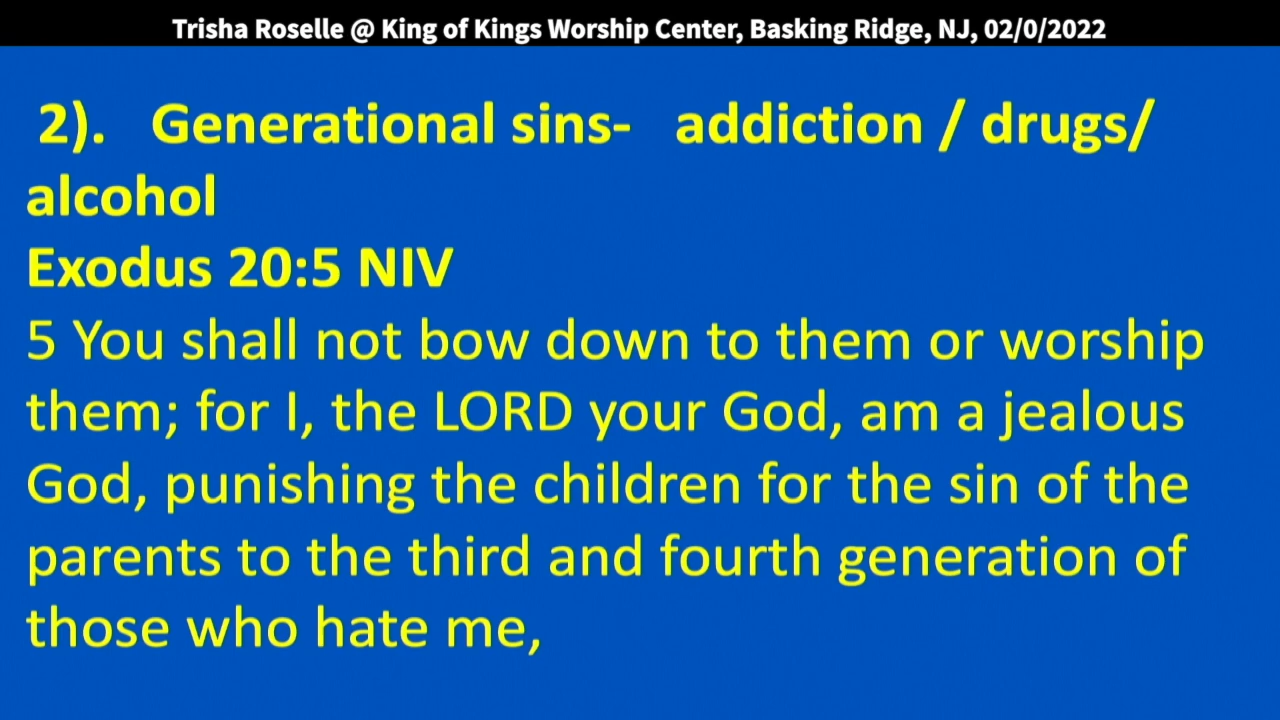 Trisha Roselle @ King of Kings Worship Center, Basking Ridge, NJ, 02/0/2022
2). Generational sins- addiction / drugs/
alcohol
Exodus 20:5 NIV
5 You shall not bow down to them or worship
them; for I, the LORD your God, am a jealous
God, punishing the children for the sin of the
parents to the third and fourth generation of
those who hate me,